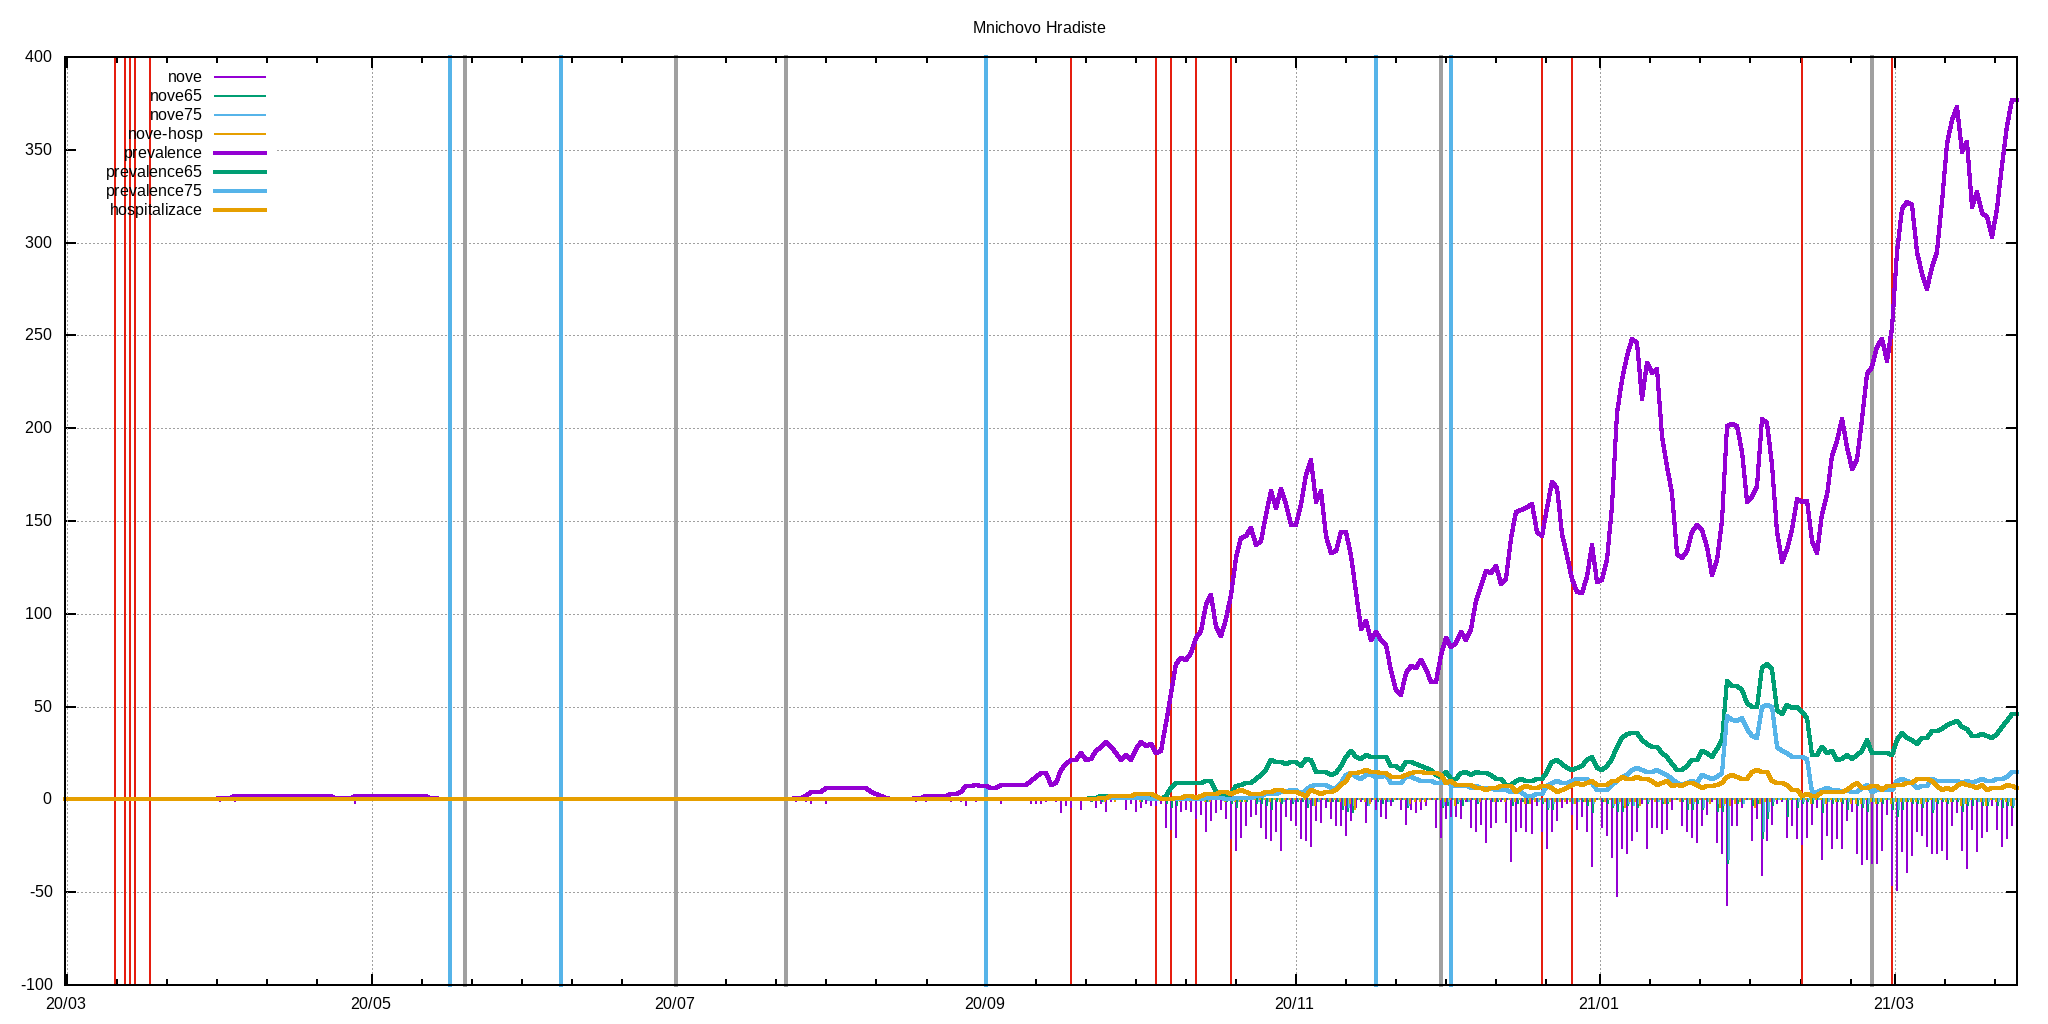 Mnichovo Hradiste
400
350
300
250
200
150
100
50
0
-50
-100
nove
nove65
nove75
nove-hosp
prevalence
prevalence65
prevalence75
hospitalizace
20/03
20/05
20/07
20/09
20/11
21/01
21/03